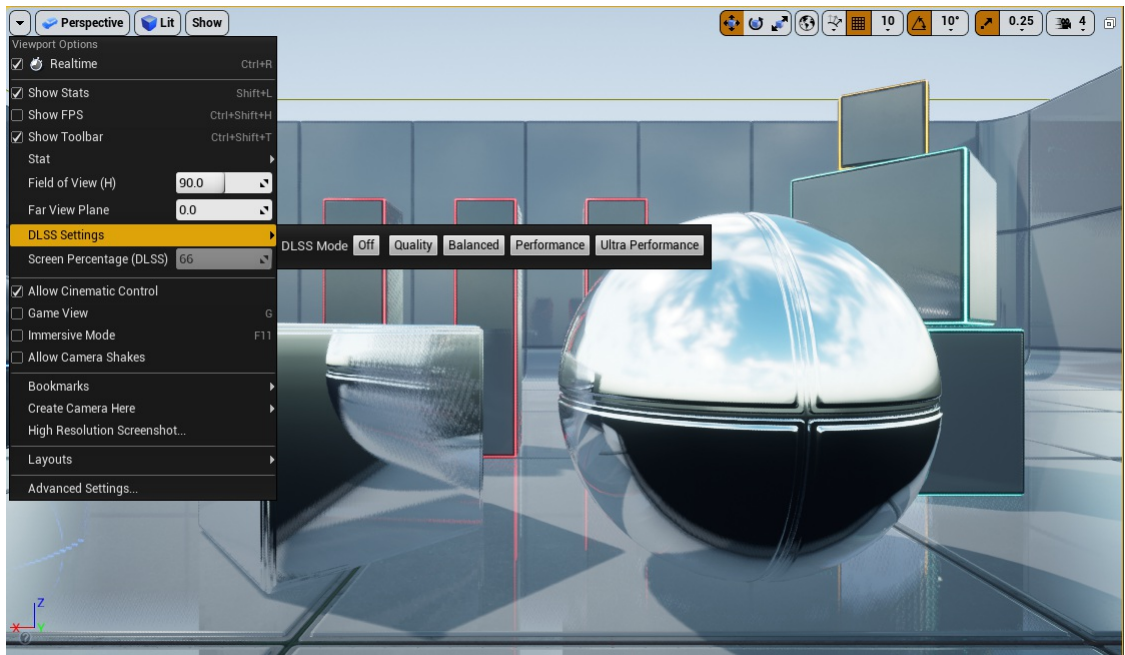 Perspective Lit Show 10 10° 0.25 4
Viewport Options
Realtime Ctrl+R
Show Stats Shift+L
Show FPS Ctrl+Shift+H
Show Toolbar Ctrl+Shift+T
Stat
Field of View (H) 90.0
Far View Plane 0.0
DLSS Settings
DLSS Mode Off Quality Balanced Performance Ultra Performance
Screen Percentage (DLSS) 66
Allow Cinematic Control
Game View G
Immersive Mode F11
Allow Camera Shakes
Bookmarks
Create Camera Here
High Resolution Screenshot...
Layouts
Advanced Settings...
Z
X Y
?